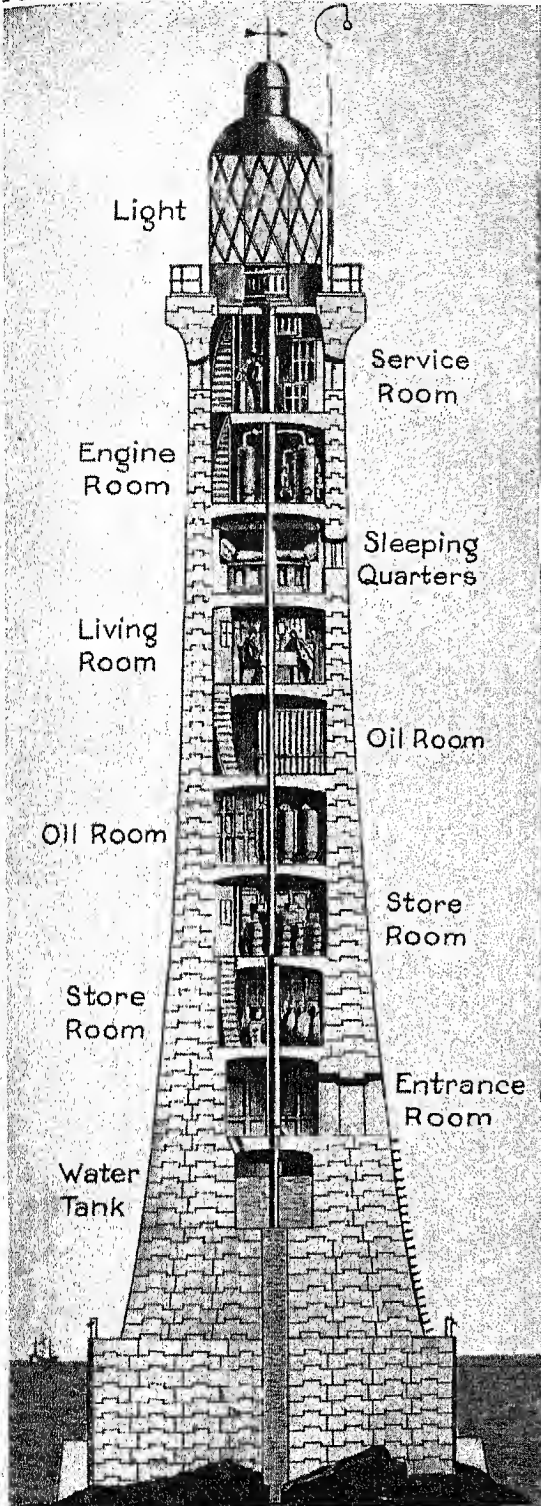 Light
Service
Room
Engine
Room
Sleeping
Quarters
Living
Room
Oil Room
Oil Room
Store
Room
Store
Room
Entrance
Room
Water
Tank